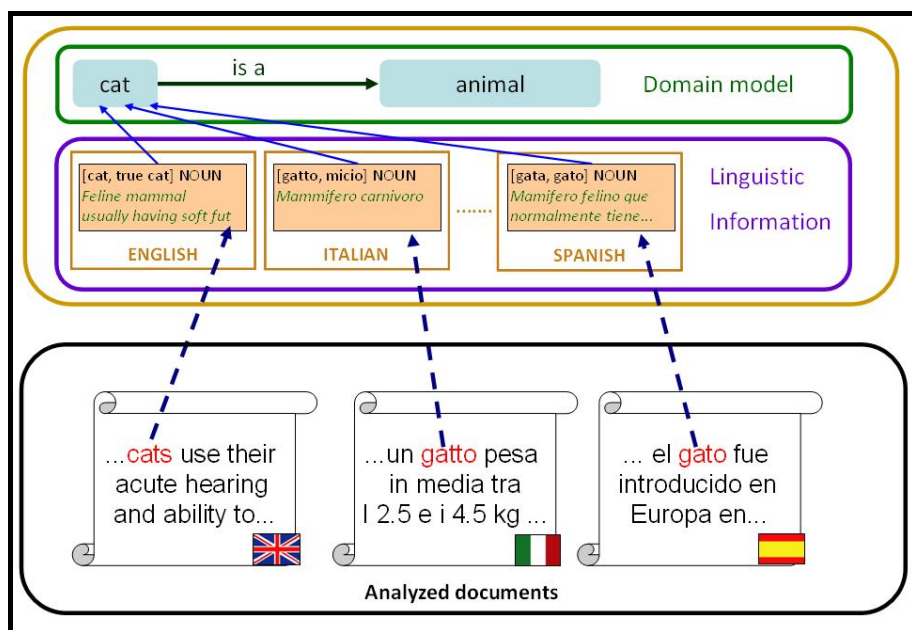 is a
cat
animal
Domain model
[cat, true cat] NOUN
Feline mammal
usually having soft fut
ENGLISH
[gatto, micio] NOUN
Mammifero carnivoro
ITALIAN
.......
[gata, gato] NOUN
Mamifero felino que
normalmente tiene...
SPANISH
Linguistic
Information
...cats use their
acute hearing
and ability to...
...un gatto pesa
in media tra
I 2.5 e i 4.5 kg ...
... el gato fue
introducido en
Europa en...
Analyzed documents